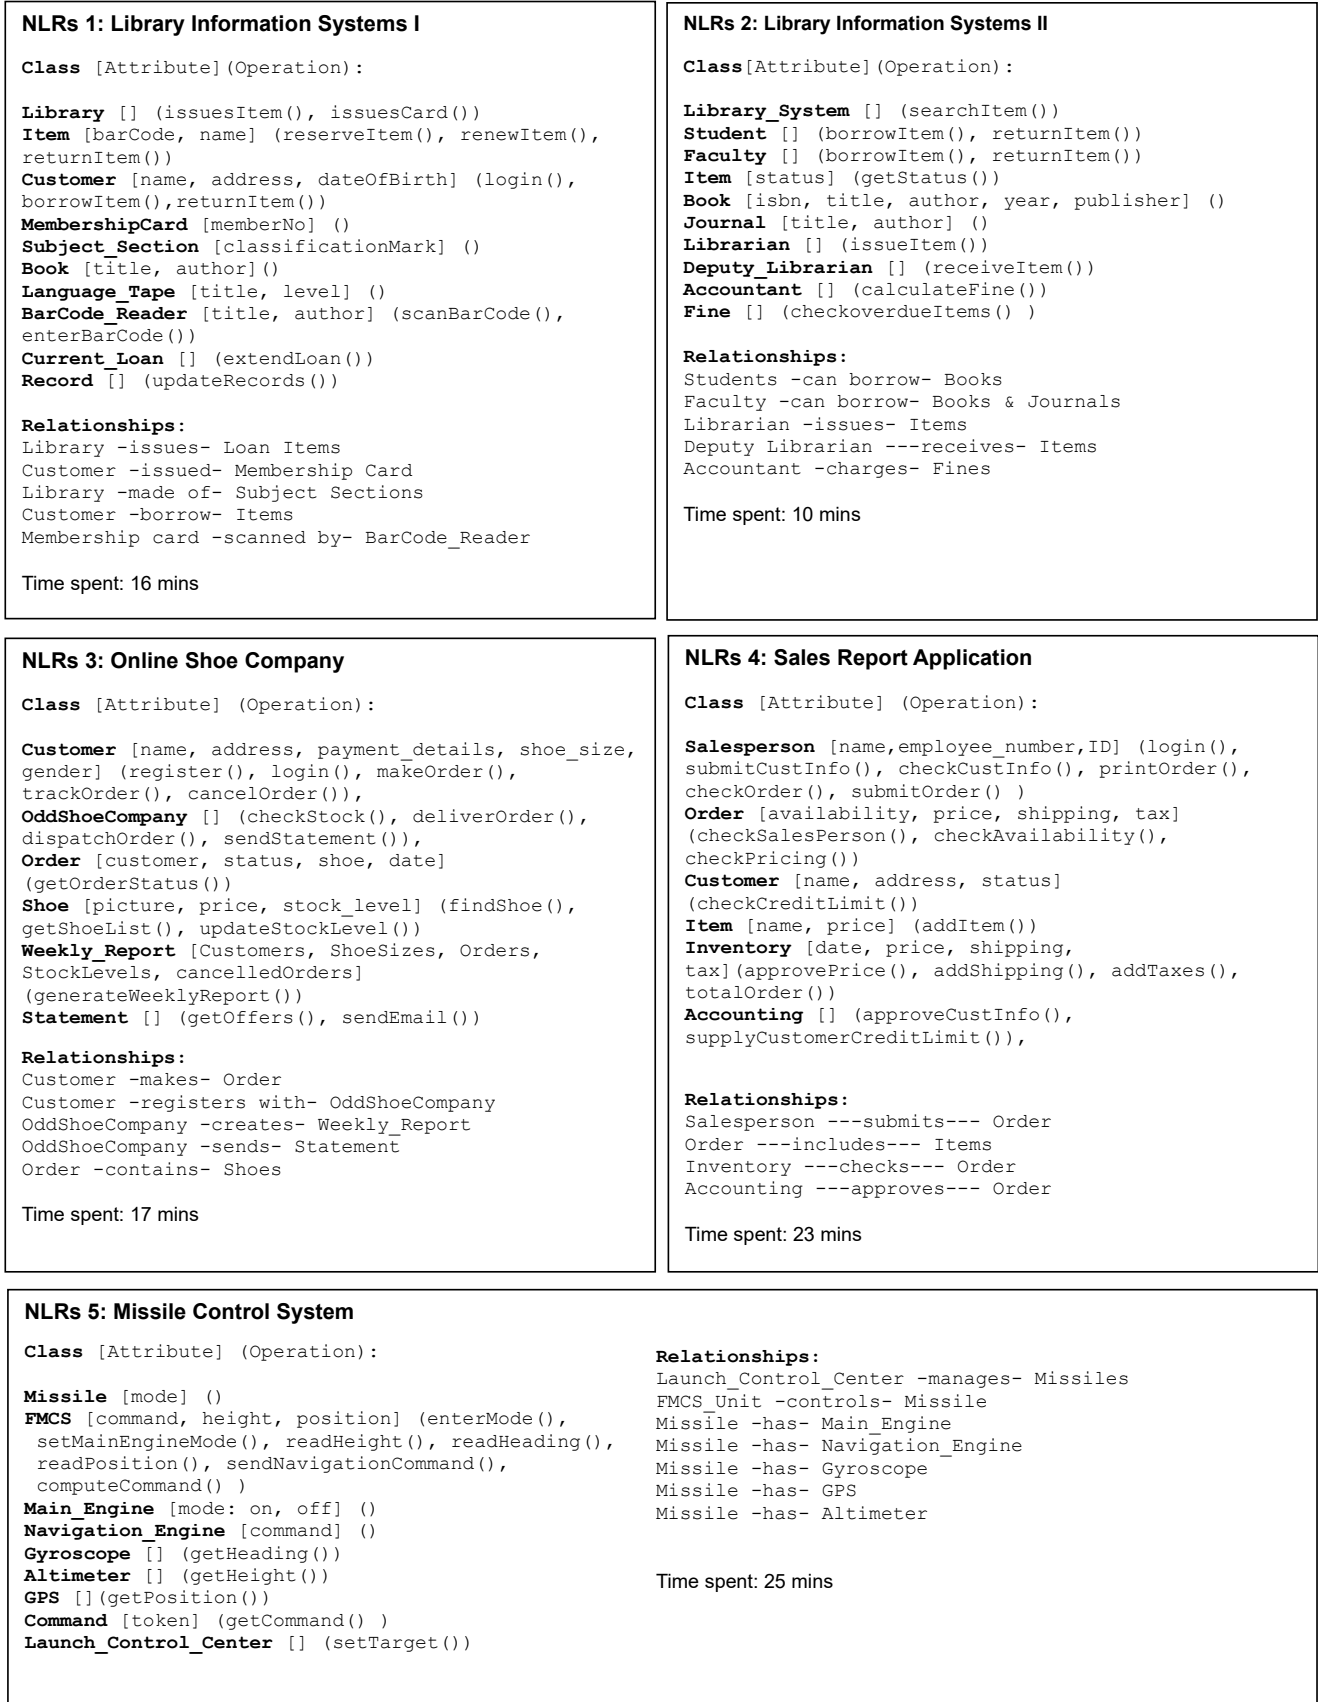 NLRs 1: Library Information Systems I
Class [Attribute](Operation):
Library [] (issuesItem(), issuesCard())
Item [barCode, name] (reserveItem(), renewItem(),
returnItem())
Customer [name, address, dateOfBirth] (login(),
borrowItem(),returnItem())
MembershipCard [memberNo] ()
Subject_Section [classificationMark] ()
Book [title, author]()
Language_Tape [title, level] ()
BarCode_Reader [title, author] (scanBarCode(),
enterBarCode())
Current_Loan [] (extendLoan())
Record [] (updateRecords())
Relationships:
Library -issues- Loan Items
Customer -issued- Membership Card
Library -made of- Subject Sections
Customer -borrow- Items
Membership card -scanned by- BarCode_Reader
Time spent: 16 mins
NLRs 2: Library Information Systems II
Class[Attribute](Operation):
Library_System [] (searchItem())
Student [] (borrowItem(), returnItem())
Faculty [] (borrowItem(), returnItem())
Item [status] (getStatus())
Book [isbn, title, author, year, publisher] ()
Journal [title, author] ()
Librarian [] (issueItem())
Deputy_Librarian [] (receiveItem())
Accountant [] (calculateFine())
Fine [] (checkoverdueItems() )
Relationships:
Students -can borrow- Books
Faculty -can borrow- Books & Journals
Librarian -issues- Items
Deputy Librarian ---receives- Items
Accountant -charges- Fines
Time spent: 10 mins
NLRs 3: Online Shoe Company
Class [Attribute] (Operation):
Customer [name, address, payment_details, shoe_size,
gender] (register(), login(), makeOrder(),
trackOrder(), cancelOrder()),
OddShoeCompany [] (checkStock(), deliverOrder(),
dispatchOrder(), sendStatement()),
Order [customer, status, shoe, date]
(getOrderStatus())
Shoe [picture, price, stock_level] (findShoe(),
getShoeList(), updateStockLevel())
Weekly_Report [Customers, ShoeSizes, Orders,
StockLevels, cancelledOrders]
(generateWeeklyReport())
Statement [] (getOffers(), sendEmail())
Relationships:
Customer -makes- Order
Customer -registers with- OddShoeCompany
OddShoeCompany -creates- Weekly_Report
OddShoeCompany -sends- Statement
Order -contains- Shoes
Time spent: 17 mins
NLRs 4: Sales Report Application
Class [Attribute] (Operation):
Salesperson [name,employee_number,ID] (login(),
submitCustInfo(), checkCustInfo(), printOrder(),
checkOrder(), submitOrder() )
Order [availability, price, shipping, tax]
(checkSalesPerson(), checkAvailability(),
checkPricing())
Customer [name, address, status]
(checkCreditLimit())
Item [name, price] (addItem())
Inventory [date, price, shipping,
tax](approvePrice(), addShipping(), addTaxes(),
totalOrder())
Accounting [] (approveCustInfo(),
supplyCustomerCreditLimit()),
Relationships:
Salesperson ---submits--- Order
Order ---includes--- Items
Inventory ---checks--- Order
Accounting ---approves--- Order
Time spent: 23 mins
NLRs 5: Missile Control System
Class [Attribute] (Operation):
Missile [mode] ()
FMCS [command, height, position] (enterMode(),
setMainEngineMode(), readHeight(), readHeading(),
readPosition(), sendNavigationCommand(),
computeCommand() )
Main_Engine [mode: on, off] ()
Navigation_Engine [command] ()
Gyroscope [] (getHeading())
Altimeter [] (getHeight())
GPS [](getPosition())
Command [token] (getCommand() )
Launch_Control_Center [] (setTarget())
Relationships:
Launch_Control_Center -manages- Missiles
FMCS_Unit -controls- Missile
Missile -has- Main_Engine
Missile -has- Navigation_Engine
Missile -has- Gyroscope
Missile -has- GPS
Missile -has- Altimeter
Time spent: 25 mins